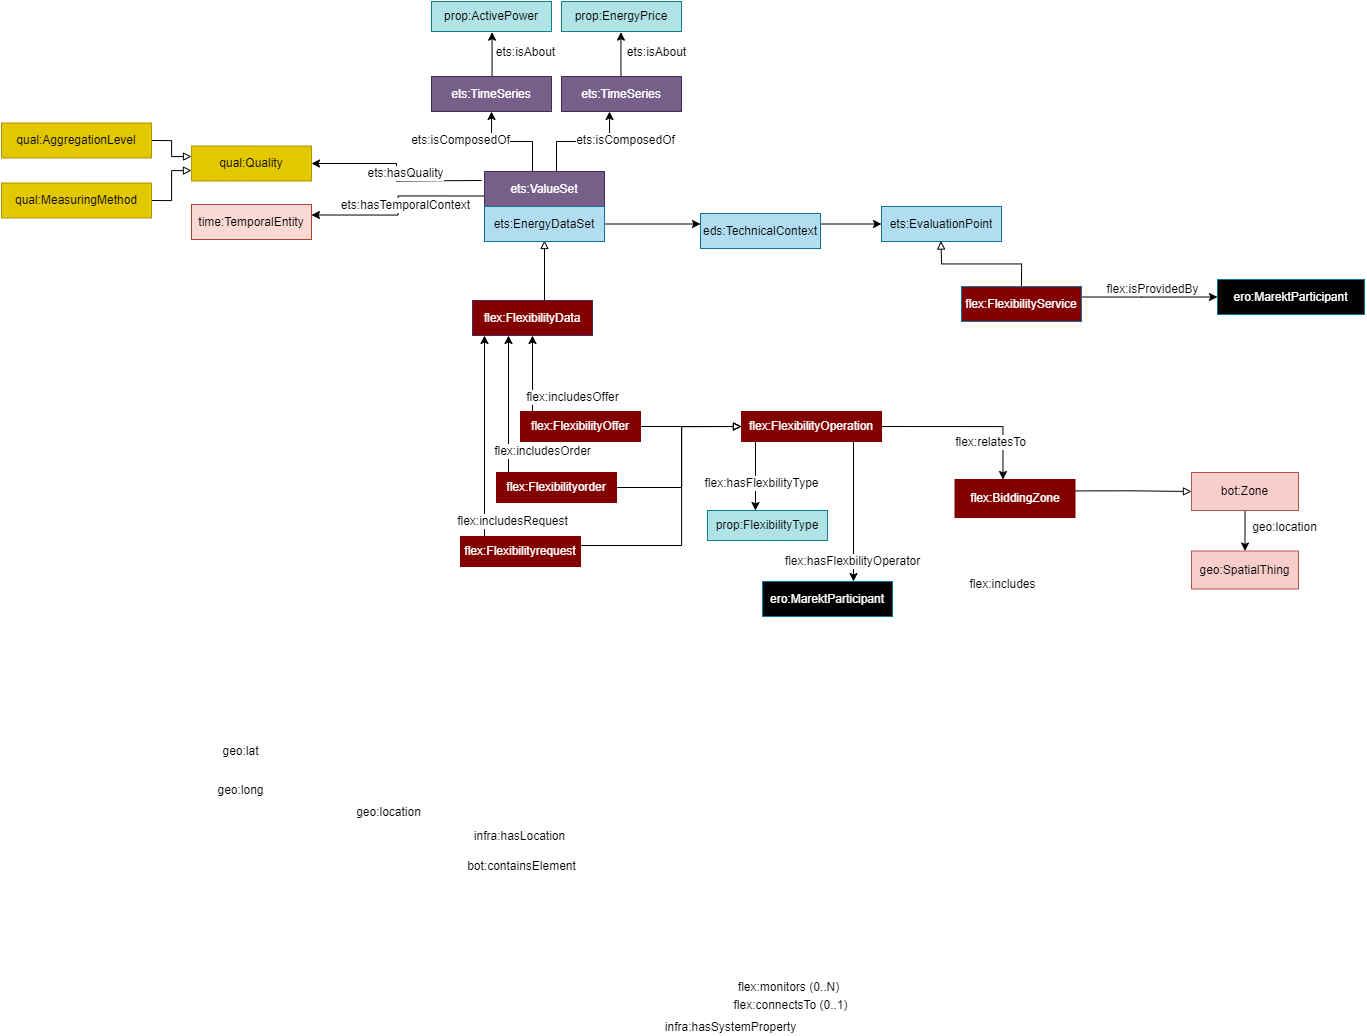 prop:ActivePower
prop:EnergyPrice
ets:isAbout
ets:isAbout
ets:TimeSeries
ets:TimeSeries
ets:isComposedOf
ets:isComposedOf
qual:AggregationLevel
qual:Quality
ets:hasQuality
qual:MeasuringMethod
ets:ValueSet
ets:hasTemporalContext
time:TemporalEntity
ets:EnergyDataSet
eds:TechnicalContext
ets:EvaluationPoint
flex:isProvidedBy
ero:MarektParticipant
flex:FlexibilityService
flex:FlexibilityData
flex:includesOffer
flex:FlexibilityOffer
flex:FlexibilityOperation
flex:relatesTo
flex:includesOrder
flex:hasFlexbilityType
flex:Flexibilityorder
flex:BiddingZone
bot:Zone
flex:includesRequest
prop:FlexibilityType
geo:location
flex:Flexibilityrequest
flex:hasFlexbilityOperator
geo:SpatialThing
flex:includes
ero:MarektParticipant
geo:lat
geo:long
geo:location
infra:hasLocation
bot:containsElement
flex:monitors (0..N)
flex:connectsTo (0..1)
infra:hasSystemProperty